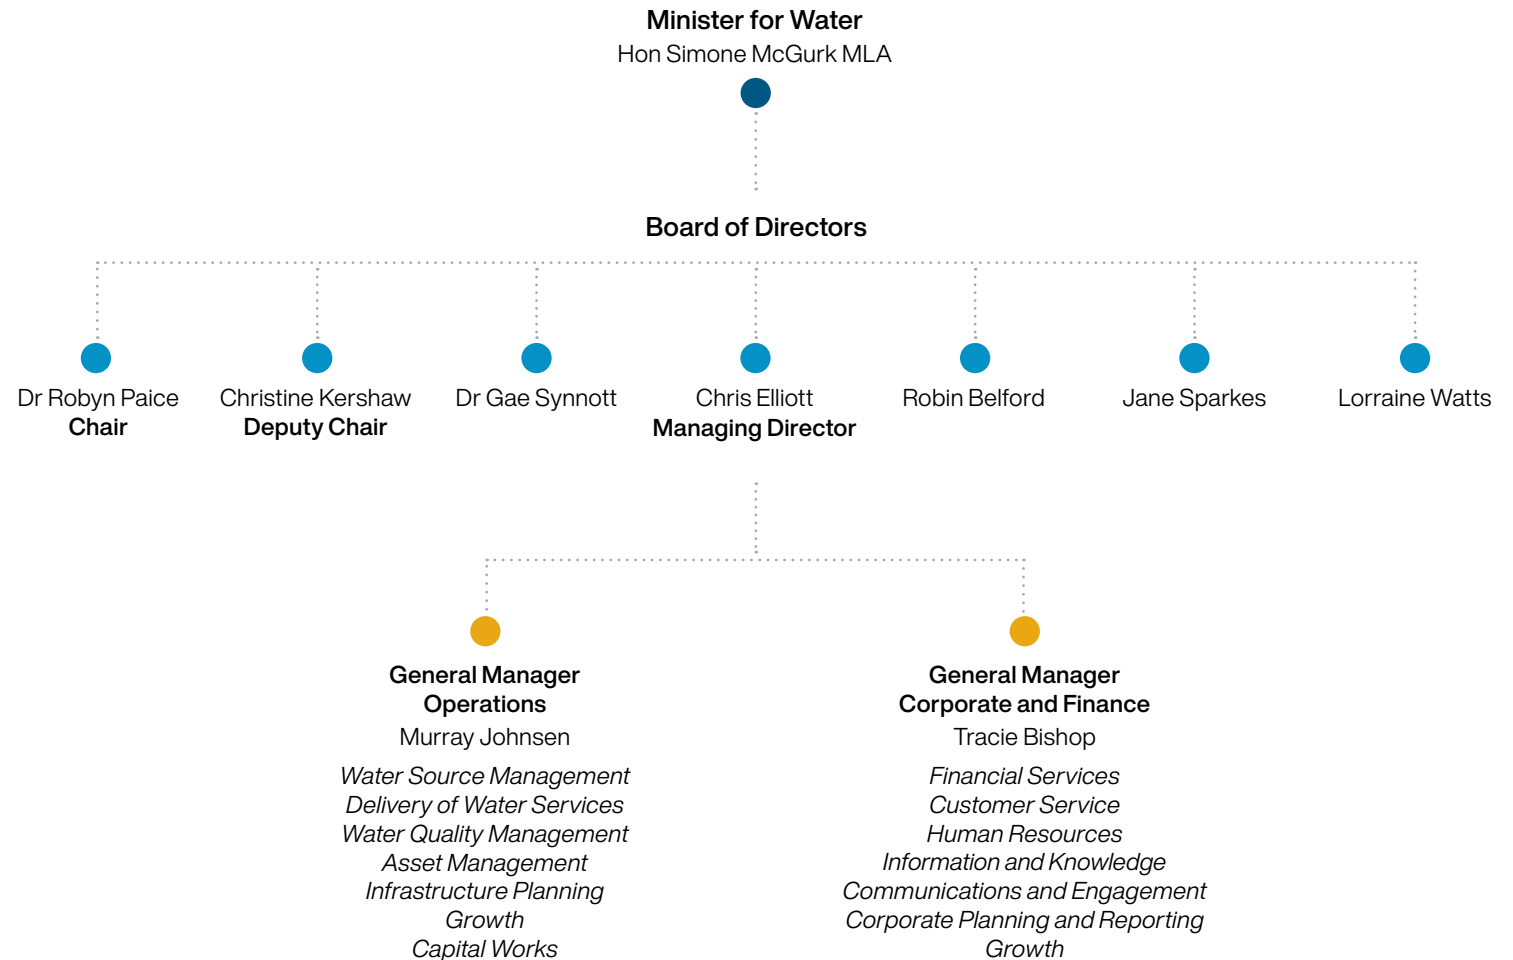 Minister for Water
Hon Simone McGurk MLA
Board of Directors
Dr Robyn Paice
Chair
Christine Kershaw
Deputy Chair
Dr Gae Synnott
Chris Elliott
Managing Director
Robin Belford
Jane Sparkes
Lorraine Watts
General Manager
Operations
Murray Johnsen
Water Source Management
Delivery of Water Services
Water Quality Management
Asset Management
Infrastructure Planning
Growth
Capital Works
General Manager
Corporate and Finance
Tracie Bishop
Financial Services
Customer Service
Human Resources
Information and Knowledge
Communications and Engagement
Corporate Planning and Reporting
Growth